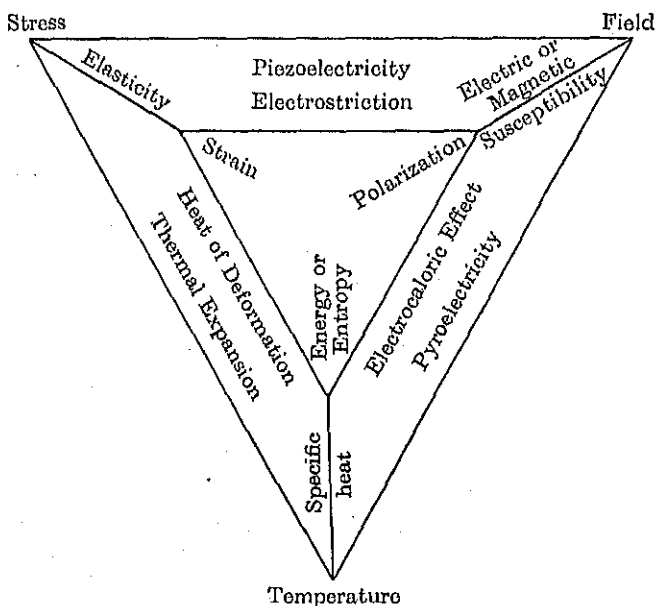 Stress
Field
Elasticity
Piezoelectricity
Electrostriction
Electric or
Magnetic
Susceptibility
Strain
Polarization
Heat of Deformation
Thermal Expansion
Energy or
Entropy
Electrocaloric Effect
Pyroelectricity
Specific
heat
Temperature